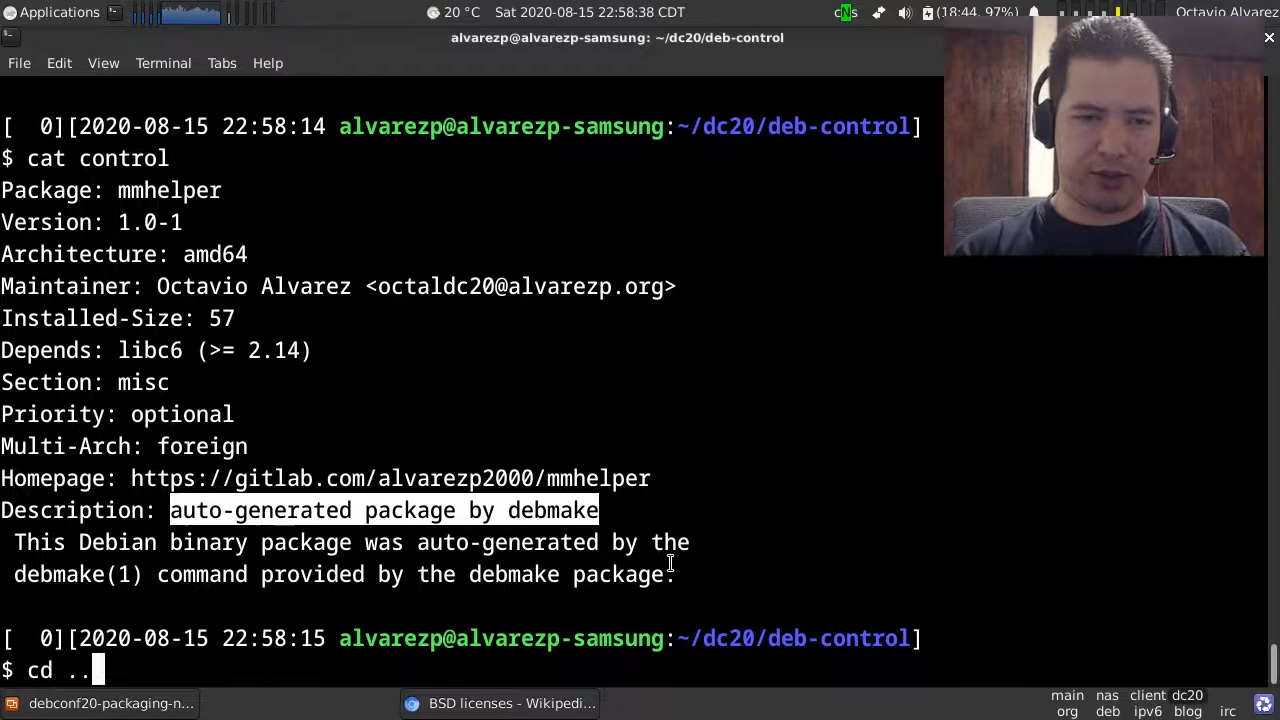 Applications
20 °C Sat 2020-08-15 22:58:38 CDT
cNs
(18:44, 97%)
Octavio Alvarez
alvarezp@alvarezp-samsung: ~/dc20/deb-control
File Edit View Terminal Tabs Help
[  0][2020-08-15 22:58:14 alvarezp@alvarezp-samsung:~/dc20/deb-control]
$ cat control
Package: mmhelper
Version: 1.0-1
Architecture: amd64
Maintainer: Octavio Alvarez <octaldc20@alvarezp.org>
Installed-Size: 57
Depends: libc6 (>= 2.14)
Section: misc
Priority: optional
Multi-Arch: foreign
Homepage: https://gitlab.com/alvarezp2000/mmhelper
Description: auto-generated package by debmake
 This Debian binary package was auto-generated by the
 debmake(1) command provided by the debmake package.
[  0][2020-08-15 22:58:15 alvarezp@alvarezp-samsung:~/dc20/deb-control]
$ cd ..
debconf20-packaging-n...
BSD licenses - Wikipedi...
main nas client dc20
org deb ipv6 blog irc